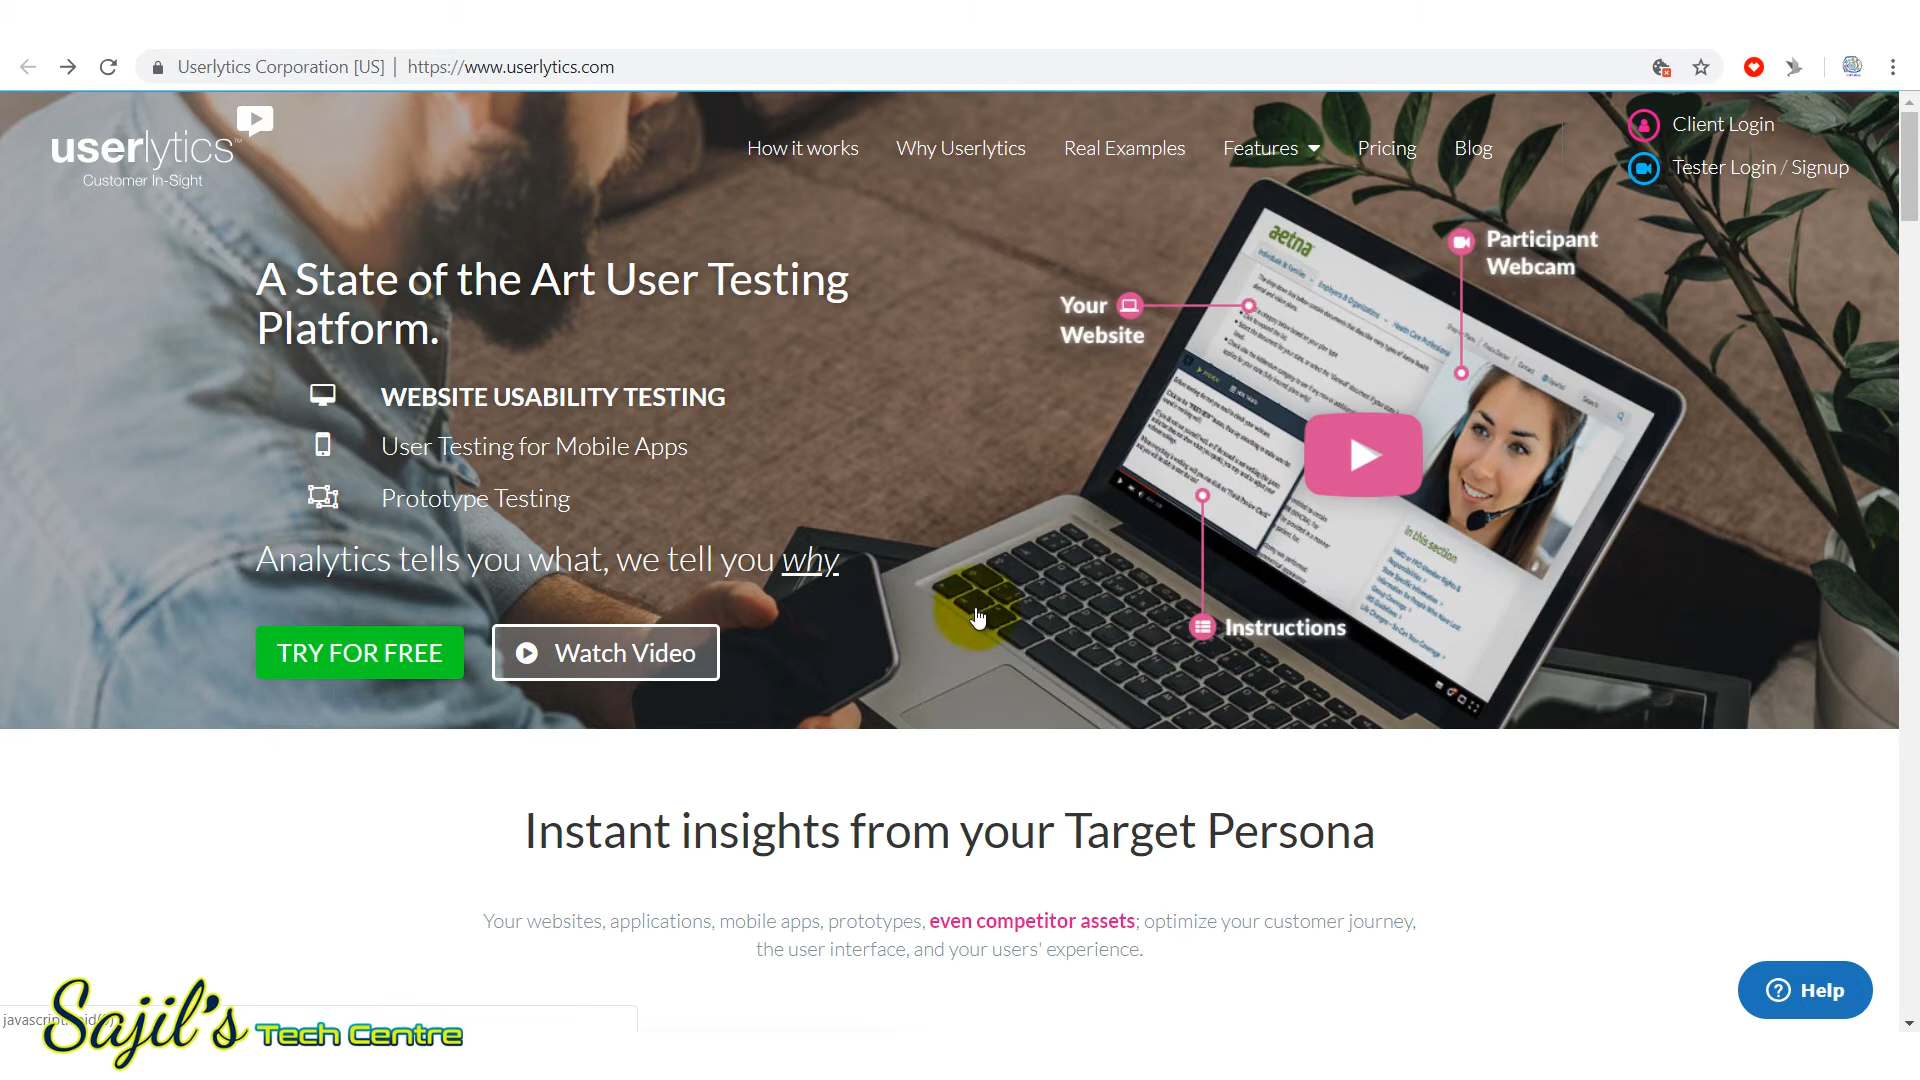 Userlytics Corporation [US] | https://www.userlytics.com
userlytics™
Customer In-Sight
How it works
Why Userlytics
Real Examples
Features
Pricing
Blog
Client Login
Tester Login / Signup
A State of the Art User Testing
Platform.
WEBSITE USABILITY TESTING
User Testing for Mobile Apps
Prototype Testing
Analytics tells you what, we tell you why
TRY FOR FREE
Watch Video
Your
Website
Participant
Webcam
Instructions
aetna
In this section
Instant insights from your Target Persona
Your websites, applications, mobile apps, prototypes, even competitor assets; optimize your customer journey,
the user interface, and your users' experience.
Help
Sajil's Tech Centre